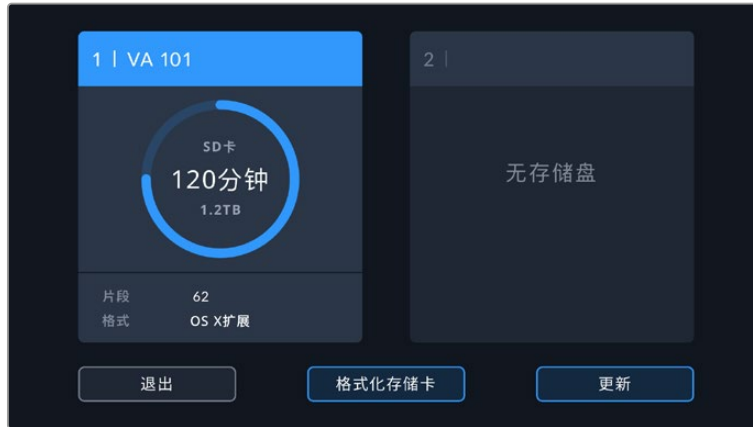 1 | VA 101
SD卡
120分钟
1.2TB
片段 62
格式 OS X扩展
2 |
无存储盘
退出 格式化存储卡 更新